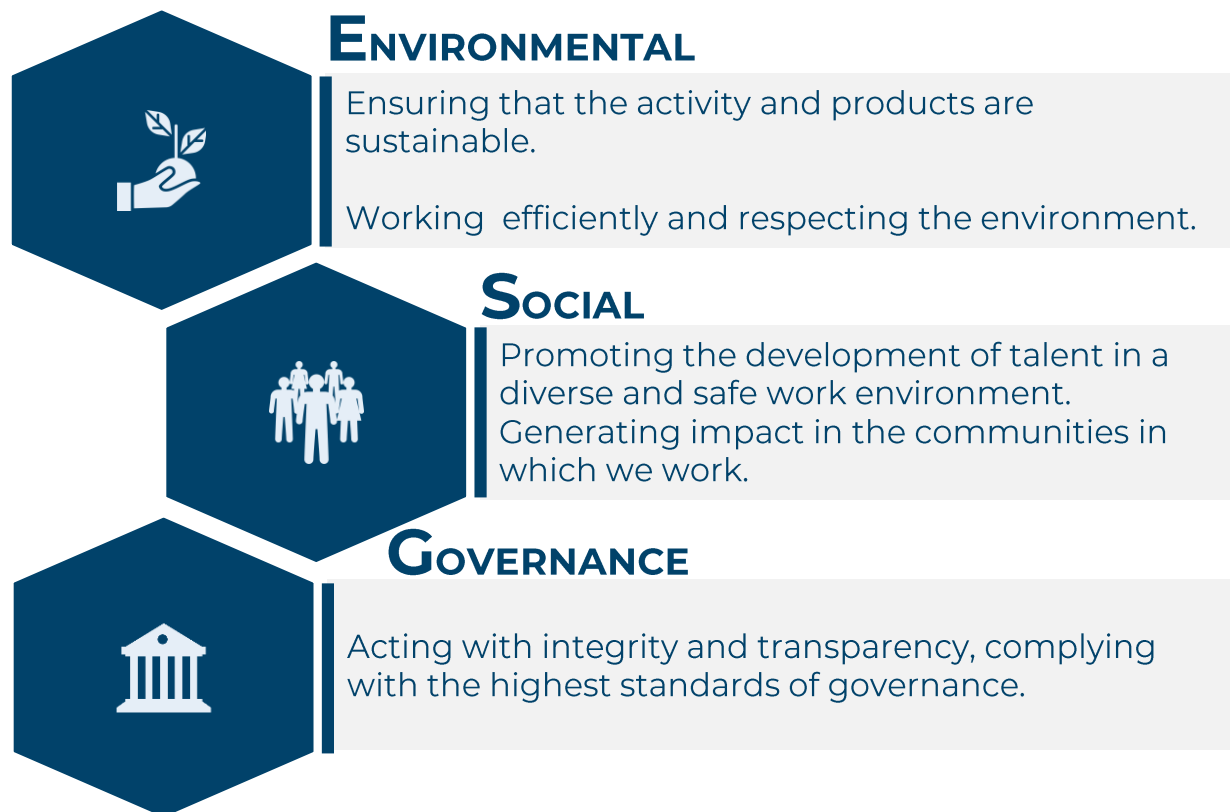 ENVIRONMENTAL
Ensuring that the activity and products are
sustainable.
Working  efficiently and respecting the environment.
SOCIAL
Promoting the development of talent in a
diverse and safe work environment.
Generating impact in the communities in
which we work.
GOVERNANCE
Acting with integrity and transparency, complying
with the highest standards of governance.